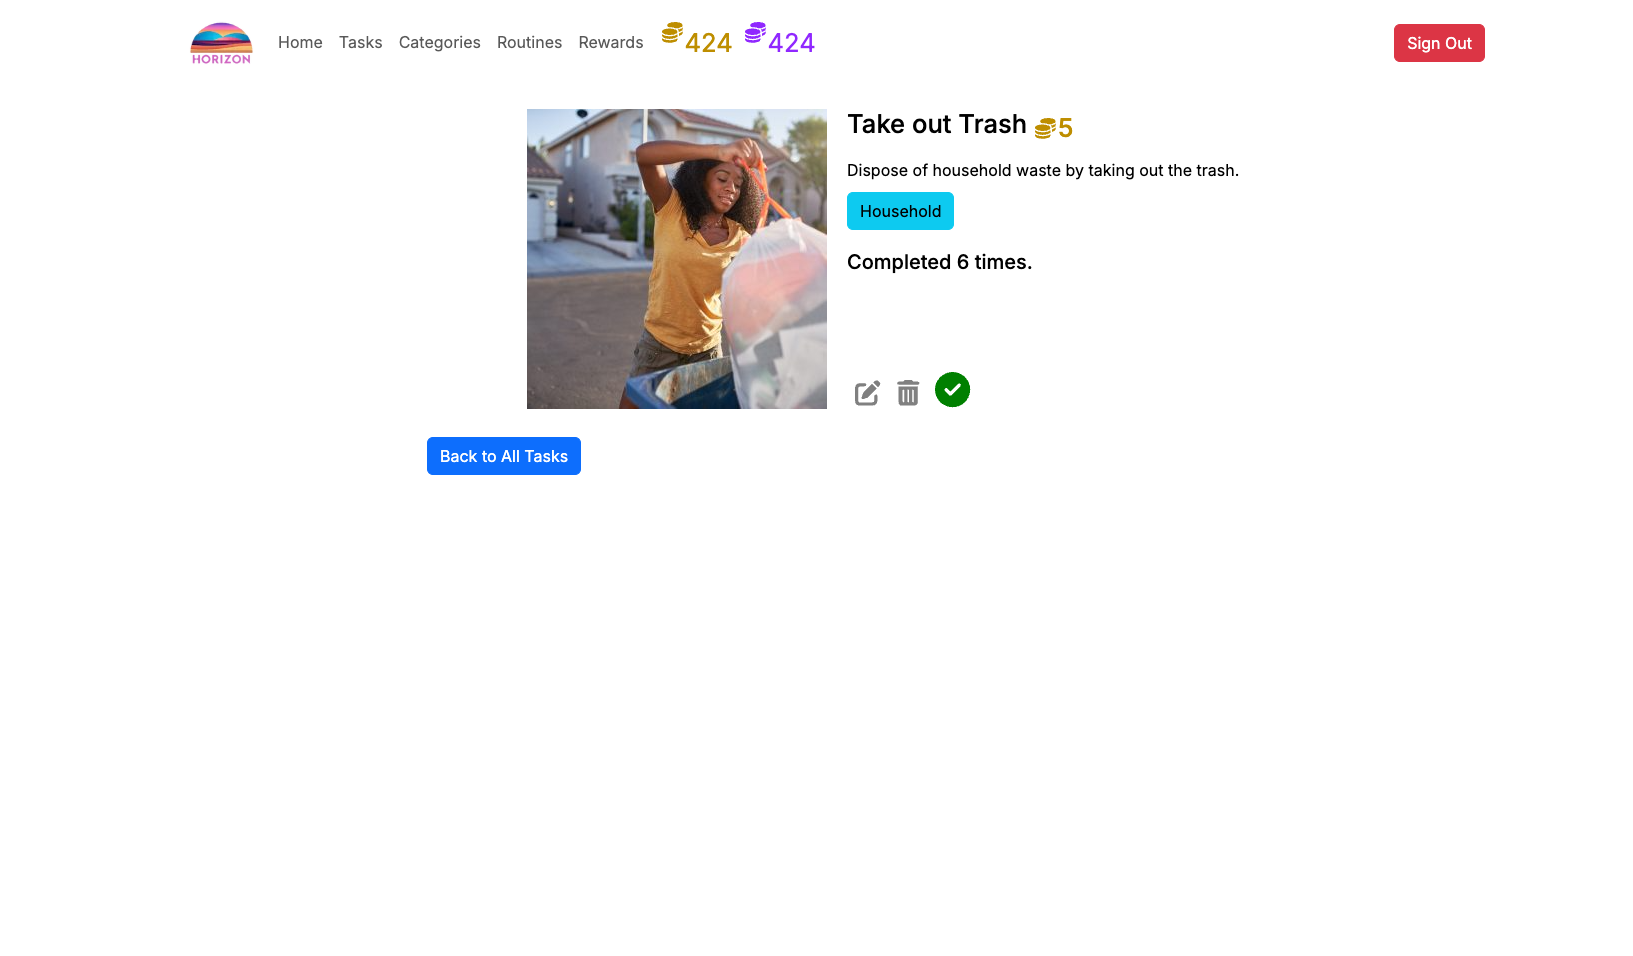 HORIZON
Home Tasks Categories Routines Rewards 424 424 Sign Out
Take out Trash 5
Dispose of household waste by taking out the trash.
Household
Completed 6 times.
Back to All Tasks